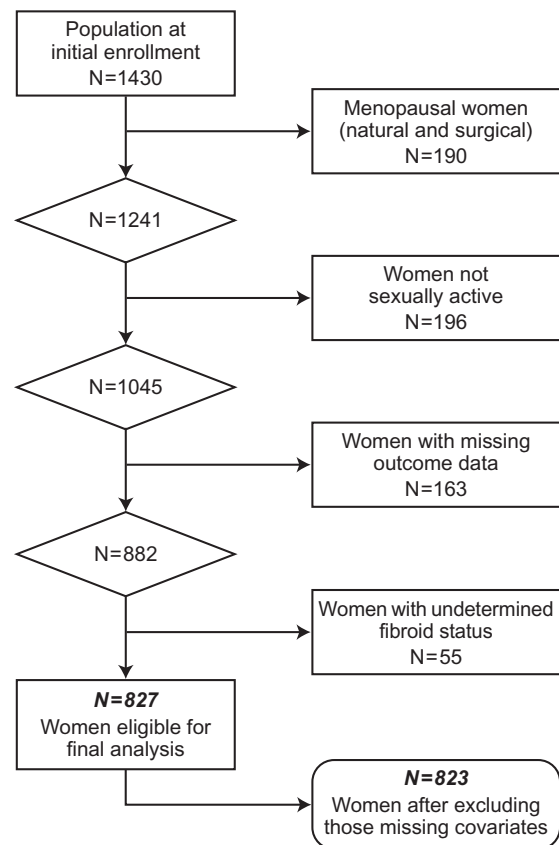 Population at
initial enrollment
N=1430
Menopausal women
(natural and surgical)
N=190
N=1241
Women not
sexually active
N=196
N=1045
Women with missing
outcome data
N=163
N=882
Women with undetermined
fibroid status
N=55
N=827
Women eligible for
final analysis
N=823
Women after excluding
those missing covariates